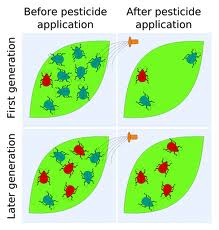 Before pesticide
application
After pesticide
application
First generation
Later generation